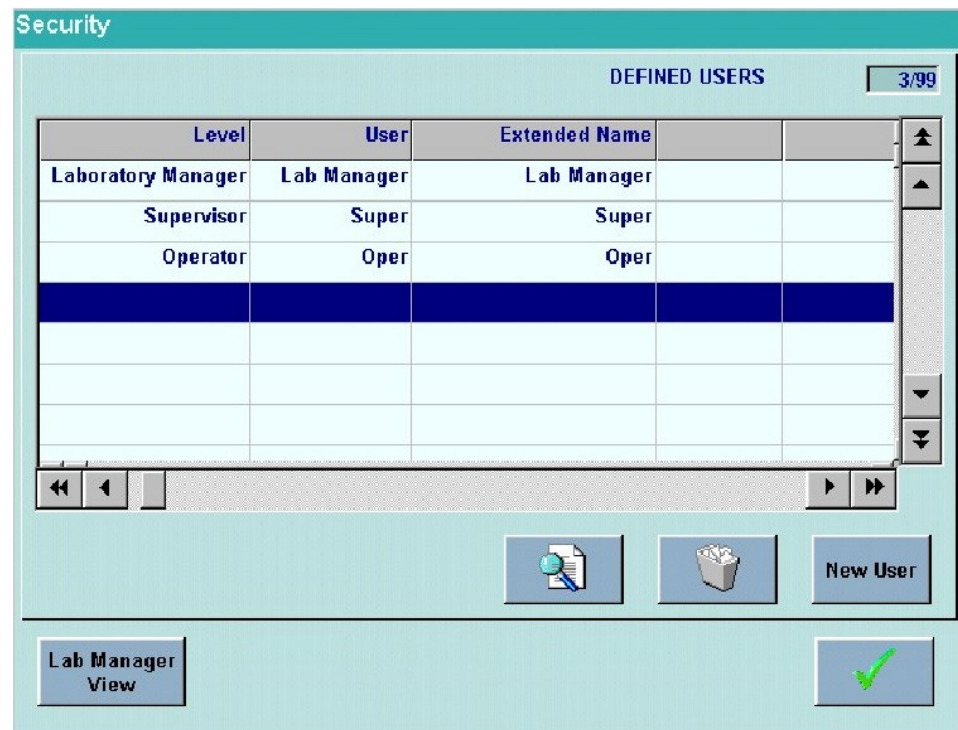 Security
DEFINED USERS 3/99
Level User Extended Name
Laboratory Manager Lab Manager Lab Manager
Supervisor Super Super
Operator Oper Oper
New User
Lab Manager
View